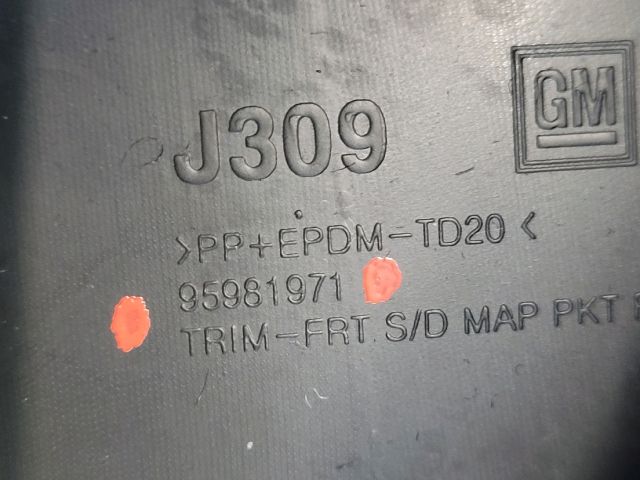 J309
GM
>PP+EPDM-TD20<
95981971
TRIM-FRT S/D MAP PKT